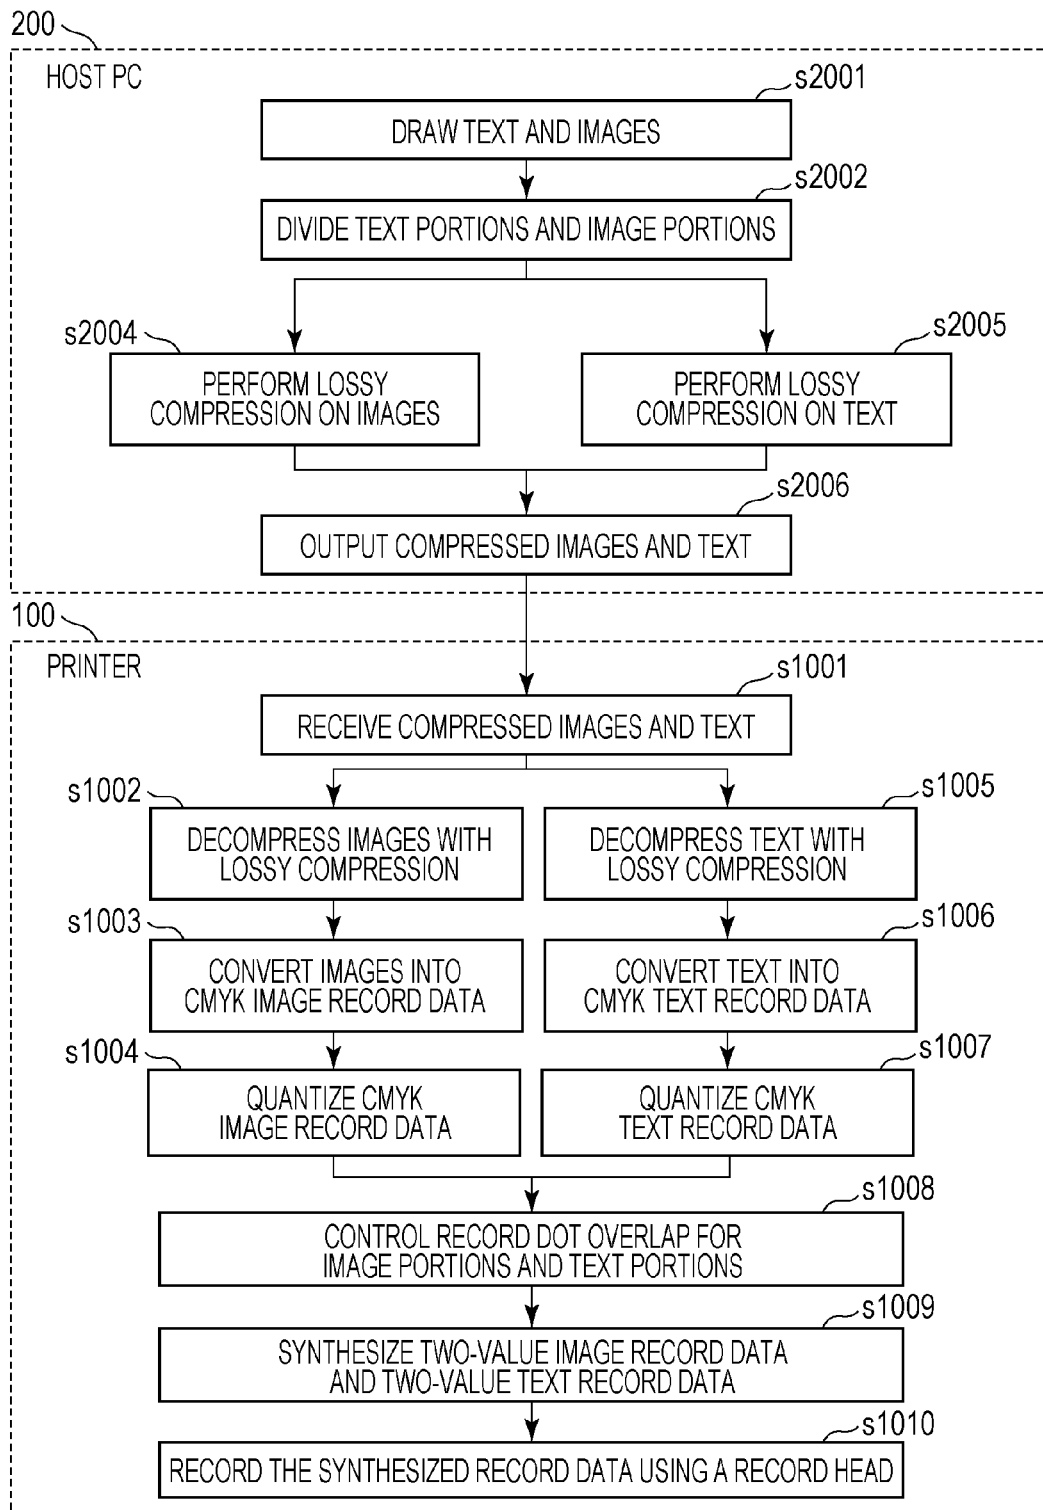 200
HOST PC
s2001
DRAW TEXT AND IMAGES
s2002
DIVIDE TEXT PORTIONS AND IMAGE PORTIONS
s2004
PERFORM LOSSY
COMPRESSION ON IMAGES
s2005
PERFORM LOSSY
COMPRESSION ON TEXT
s2006
OUTPUT COMPRESSED IMAGES AND TEXT
100
PRINTER
s1001
RECEIVE COMPRESSED IMAGES AND TEXT
s1002
DECOMPRESS IMAGES WITH
LOSSY COMPRESSION
s1005
DECOMPRESS TEXT WITH
LOSSY COMPRESSION
s1003
CONVERT IMAGES INTO
CMYK IMAGE RECORD DATA
s1006
CONVERT TEXT INTO
CMYK TEXT RECORD DATA
s1004
QUANTIZE CMYK
IMAGE RECORD DATA
s1007
QUANTIZE CMYK
TEXT RECORD DATA
s1008
CONTROL RECORD DOT OVERLAP FOR
IMAGE PORTIONS AND TEXT PORTIONS
s1009
SYNTHESIZE TWO-VALUE IMAGE RECORD DATA
AND TWO-VALUE TEXT RECORD DATA
s1010
RECORD THE SYNTHESIZED RECORD DATA USING A RECORD HEAD